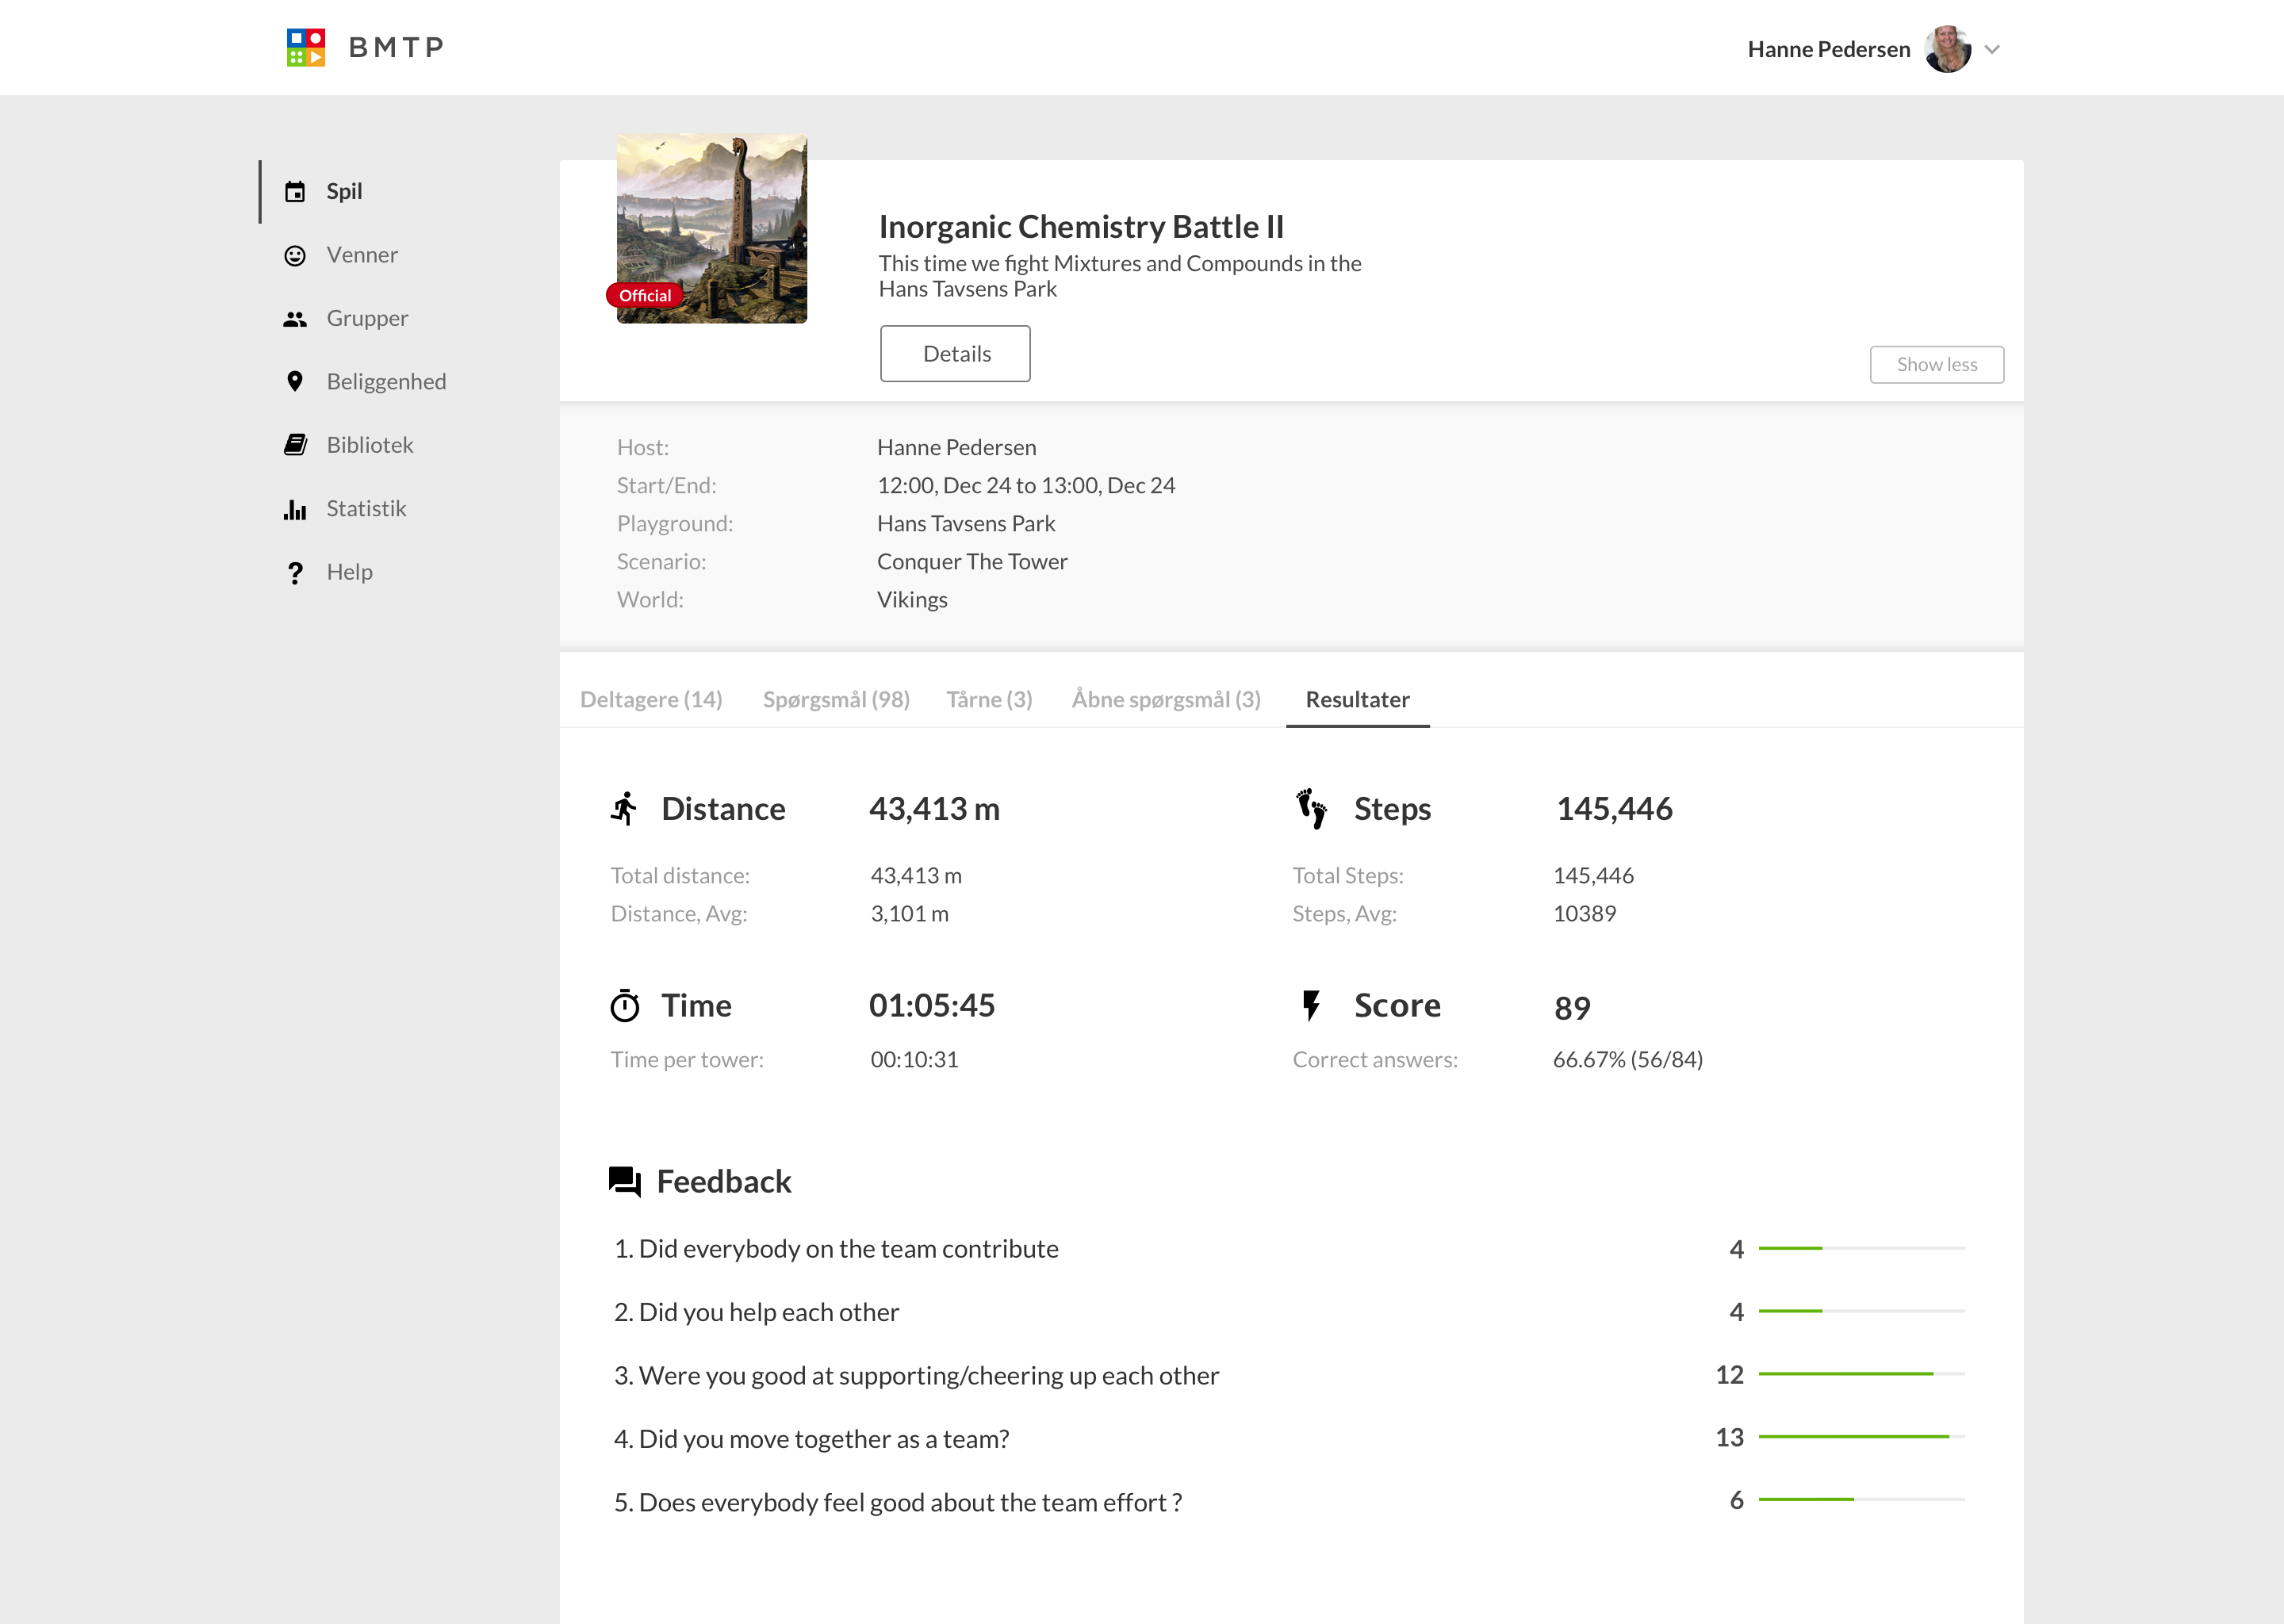 BMTP
Hanne Pedersen
Spil
Venner
Grupper
Beliggenhed
Bibliotek
Statistik
Help
Official
Inorganic Chemistry Battle II
This time we fight Mixtures and Compounds in the
Hans Tavsens Park
Details
Show less
Host: Hanne Pedersen
Start/End: 12:00, Dec 24 to 13:00, Dec 24
Playground: Hans Tavsens Park
Scenario: Conquer The Tower
World: Vikings
Deltagere (14) Spørgsmål (98) Tårne (3) Åbne spørgsmål (3) Resultater
Distance 43,413 m
Total distance: 43,413 m
Distance, Avg: 3,101 m
Steps 145,446
Total Steps: 145,446
Steps, Avg: 10389
Time 01:05:45
Time per tower: 00:10:31
Score 89
Correct answers: 66.67% (56/84)
Feedback
1. Did everybody on the team contribute 4
2. Did you help each other 4
3. Were you good at supporting/cheering up each other 12
4. Did you move together as a team? 13
5. Does everybody feel good about the team effort ? 6